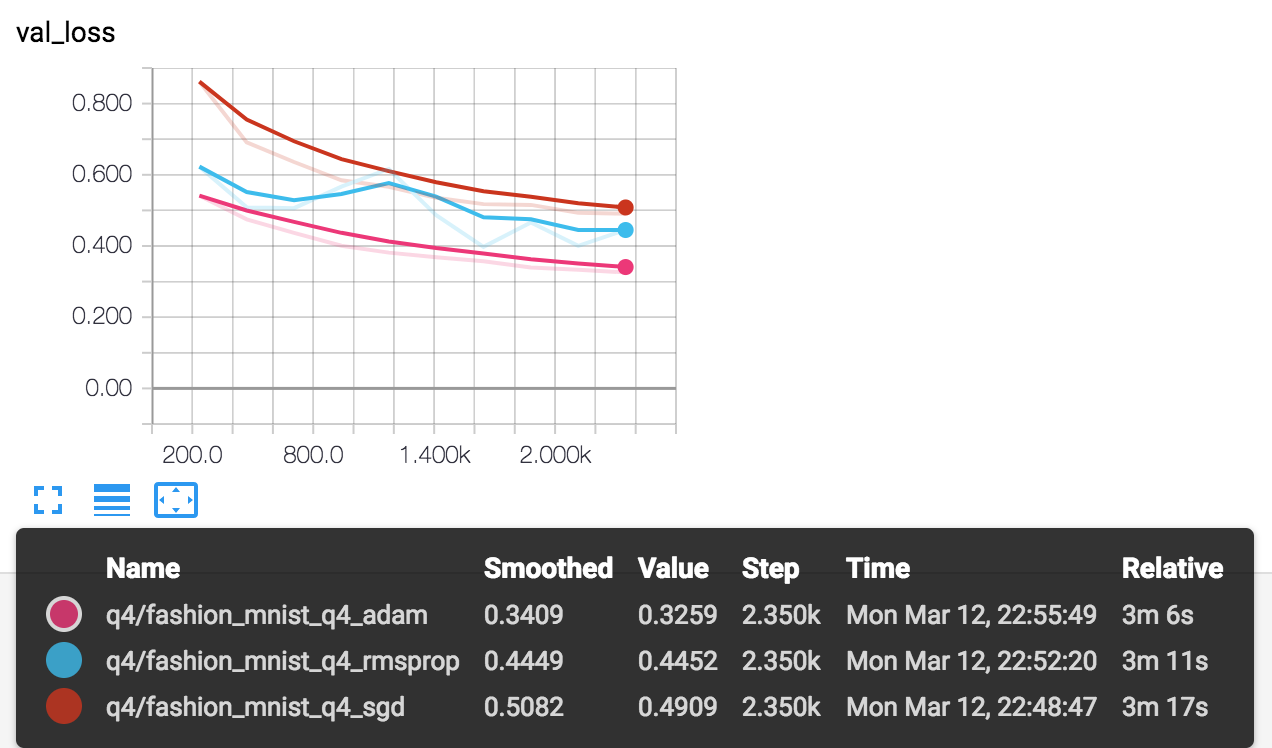 val_loss
0.800
0.600
0.400
0.200
0.00
200.0 800.0 1.400k 2.000k
Name Smoothed Value Step Time Relative
q4/fashion_mnist_q4_adam 0.3409 0.3259 2.350k Mon Mar 12, 22:55:49 3m 6s
q4/fashion_mnist_q4_rmsprop 0.4449 0.4452 2.350k Mon Mar 12, 22:52:20 3m 11s
q4/fashion_mnist_q4_sgd 0.5082 0.4909 2.350k Mon Mar 12, 22:48:47 3m 17s